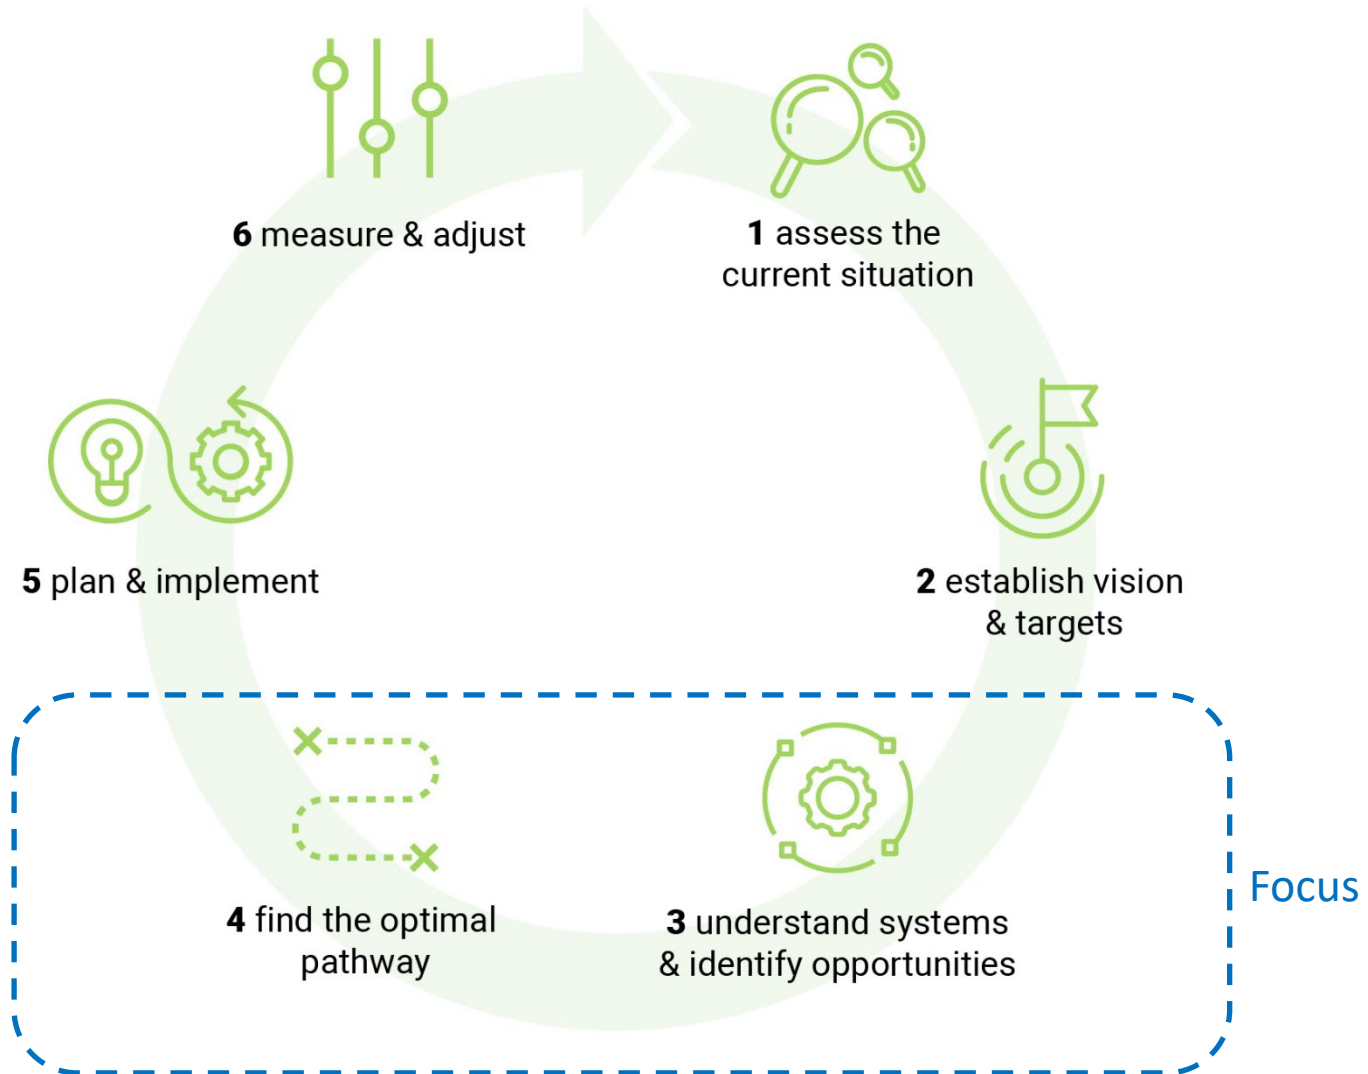 1 assess the
current situation
2 establish vision
& targets
3 understand systems
& identify opportunities
4 find the optimal
pathway
5 plan & implement
6 measure & adjust
Focus